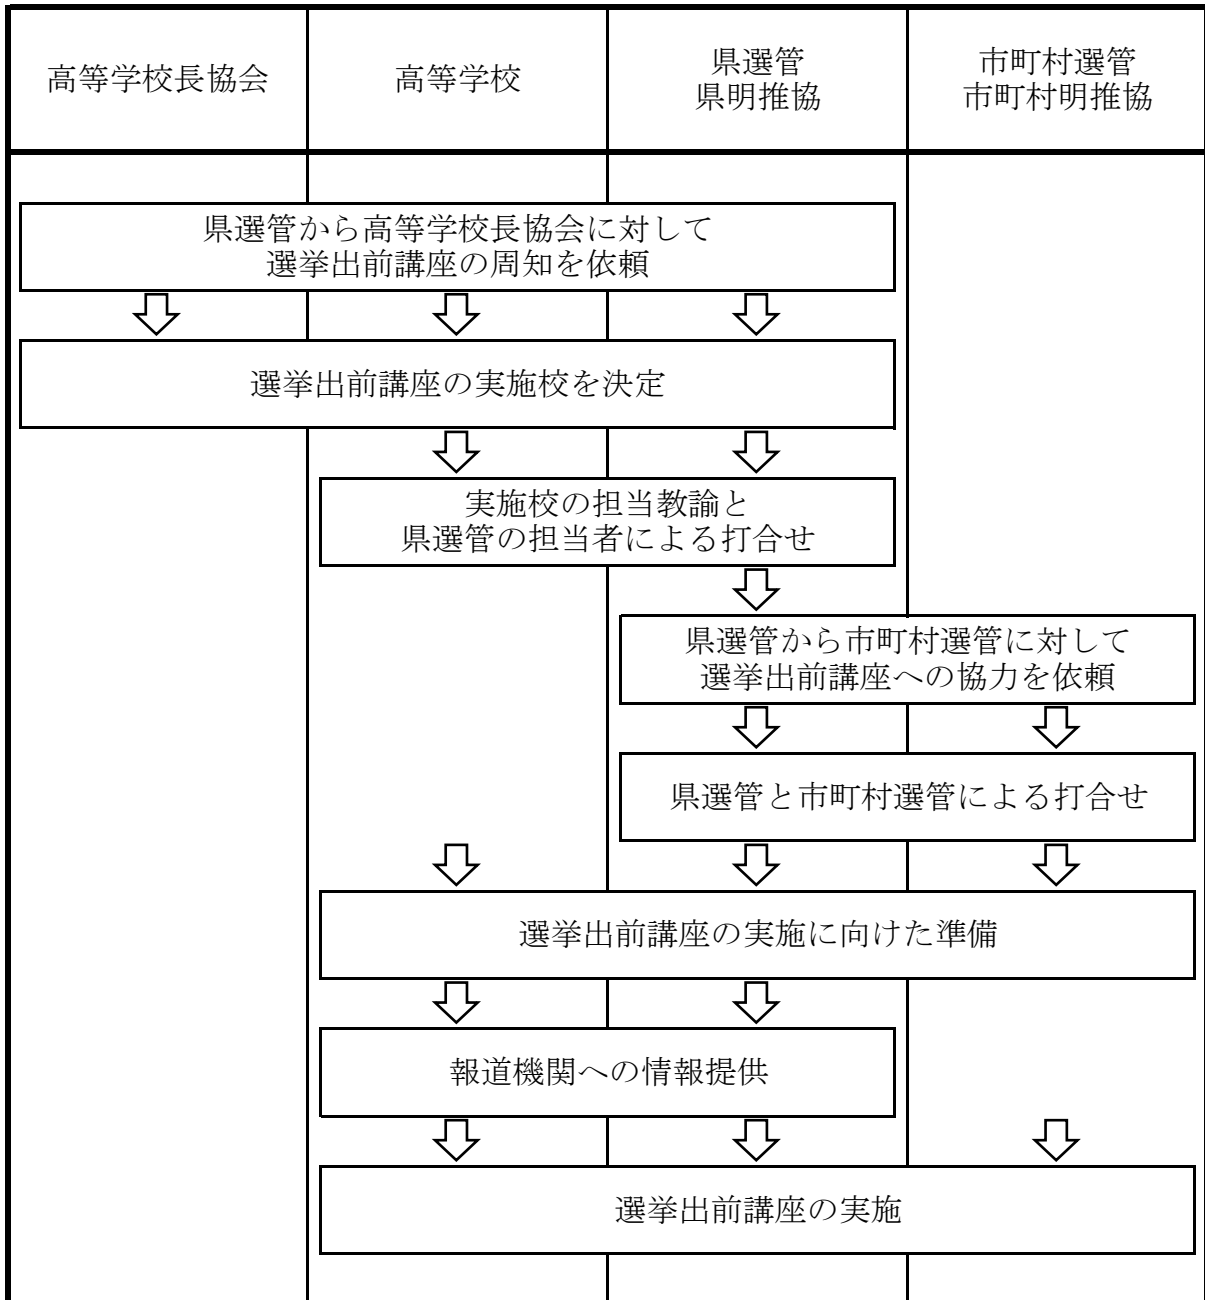 高等学校長協会
高等学校
県選管
県明推協
市町村選管
市町村明推協
県選管から高等学校長協会に対して
選挙出前講座の周知を依頼
選挙出前講座の実施校を決定
実施校の担当教諭と
県選管の担当者による打合せ
県選管から市町村選管に対して
選挙出前講座への協力を依頼
県選管と市町村選管による打合せ
選挙出前講座の実施に向けた準備
報道機関への情報提供
選挙出前講座の実施